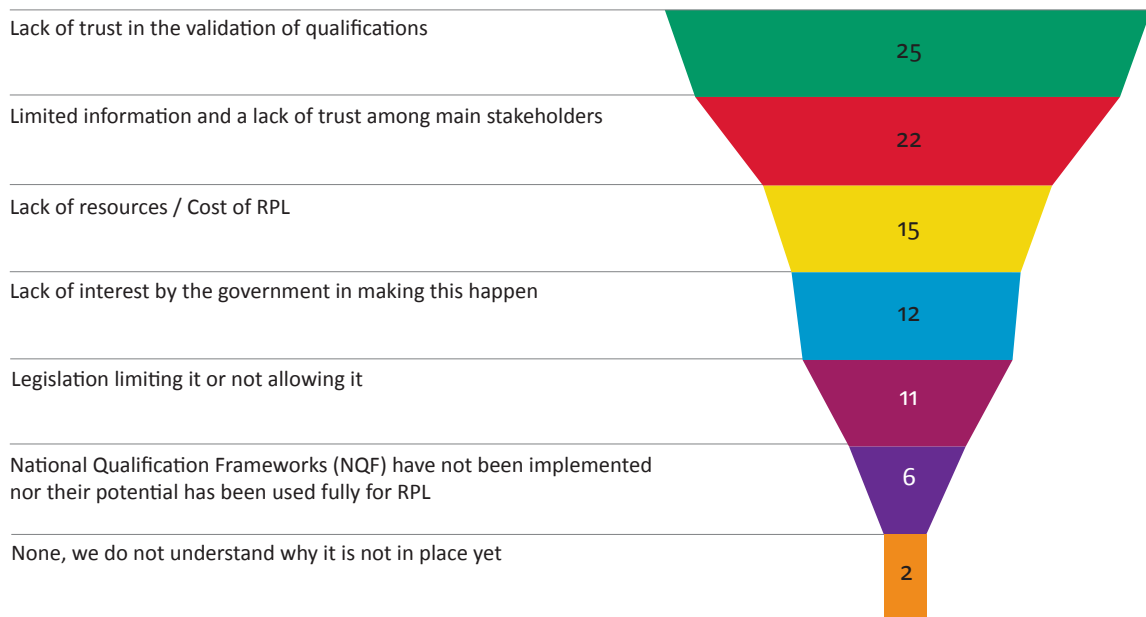 Lack of trust in the validation of qualifications
25
Limited information and a lack of trust among main stakeholders
22
Lack of resources / Cost of RPL
15
Lack of interest by the government in making this happen
12
Legislation limiting it or not allowing it
11
National Qualification Frameworks (NQF) have not been implemented
nor their potential has been used fully for RPL
6
None, we do not understand why it is not in place yet
2